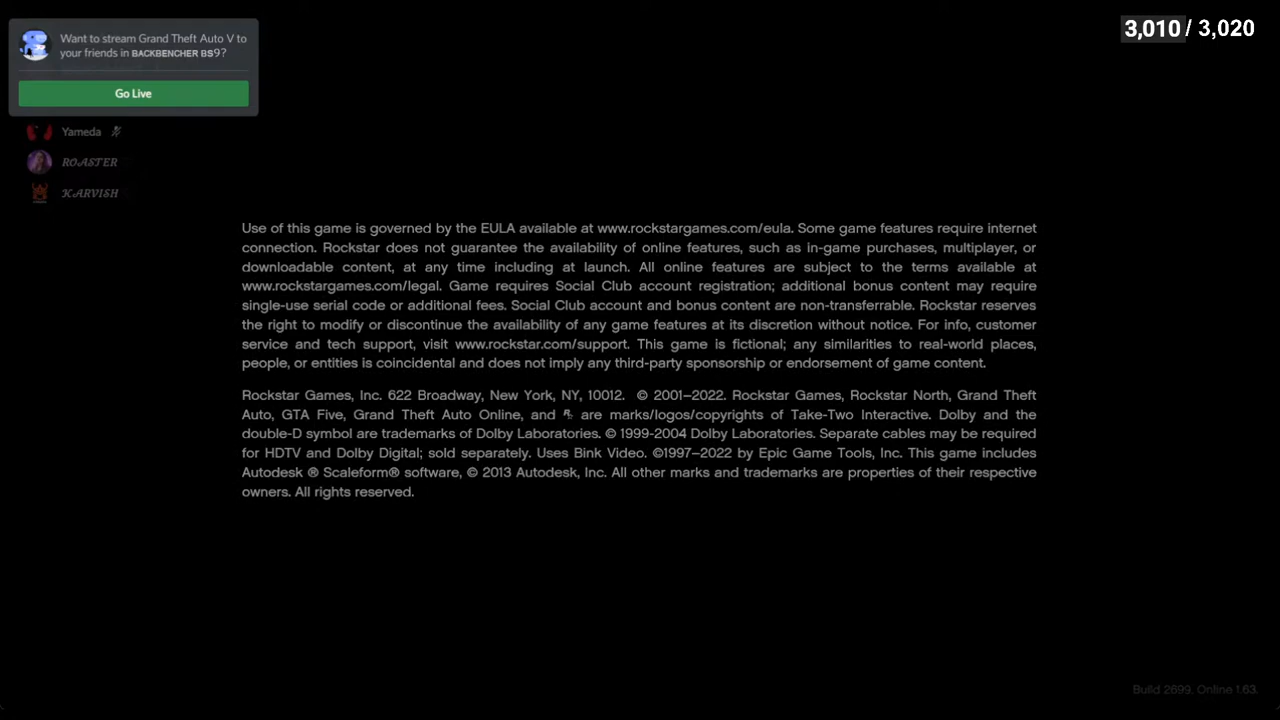 Want to stream Grand Theft Auto V to
your friends in BACKBENCHER BS9?
3,010 / 3,020
Go Live
Yameda
ROASTER
KARVISH
Use of this game is governed by the EULA available at www.rockstargames.com/eula. Some game features require internet
connection. Rockstar does not guarantee the availability of online features, such as in-game purchases, multiplayer, or
downloadable content, at any time including at launch. All online features are subject to the terms available at
www.rockstargames.com/legal. Game requires Social Club account registration; additional bonus content may require
single-use serial code or additional fees. Social Club account and bonus content are non-transferrable. Rockstar reserves
the right to modify or discontinue the availability of any game features at its discretion without notice. For info, customer
service and tech support, visit www.rockstar.com/support. This game is fictional; any similarities to real-world places,
people, or entities is coincidental and does not imply any third-party sponsorship or endorsement of game content.
Rockstar Games, Inc. 622 Broadway, New York, NY, 10012. © 2001–2022. Rockstar Games, Rockstar North, Grand Theft
Auto, GTA Five, Grand Theft Auto Online, and R* are marks/logos/copyrights of Take-Two Interactive. Dolby and the
double-D symbol are trademarks of Dolby Laboratories. © 1999-2004 Dolby Laboratories. Separate cables may be required
for HDTV and Dolby Digital; sold separately. Uses Bink Video. ©1997–2022 by Epic Game Tools, Inc. This game includes
Autodesk ® Scaleform® software, © 2013 Autodesk, Inc. All other marks and trademarks are properties of their respective
owners. All rights reserved.
Build 2699, Online 1.63.